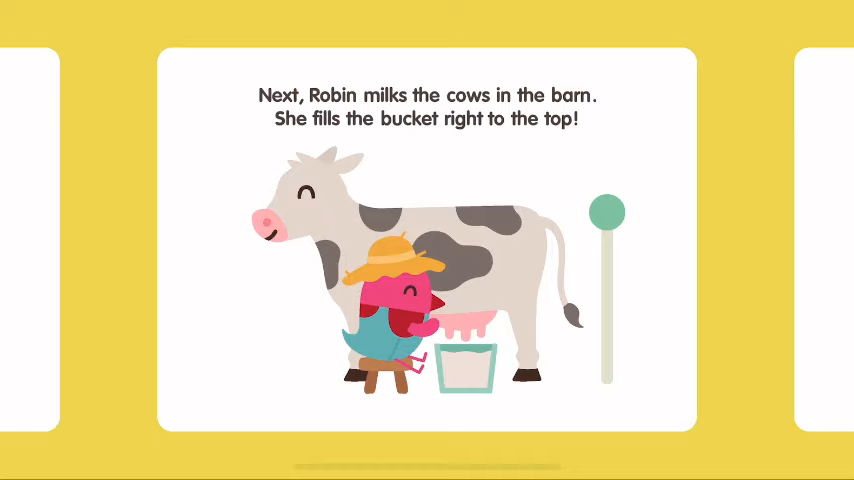 Next, Robin milks the cows in the barn.
She fills the bucket right to the top!